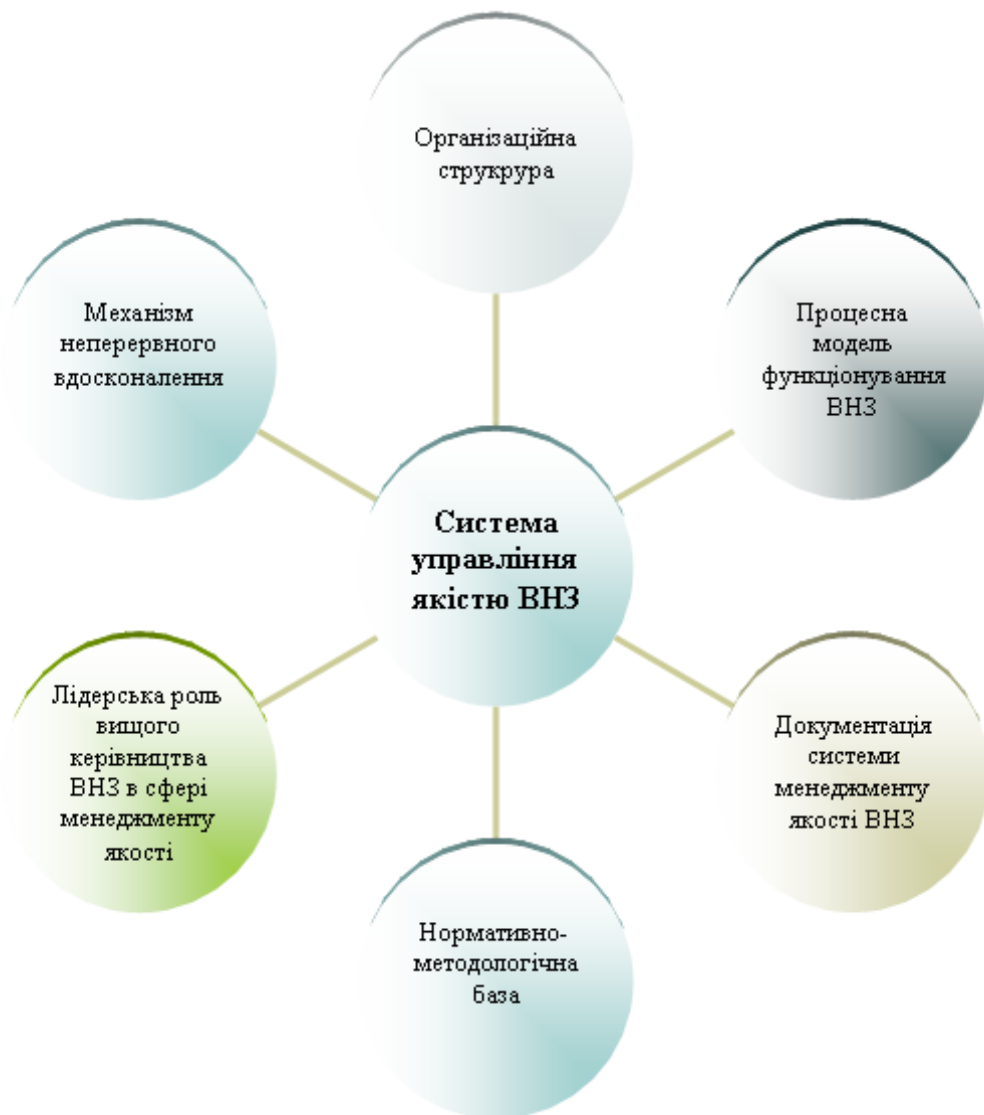 Організаційна
струкрура
Механізм
неперервного
вдосконалення
Процесна
модель
функціонування
ВНЗ
Система
управління
якістю ВНЗ
Лідерська роль
вищого
керівництва
ВНЗ в сфері
менеджменту
якості
Документація
системи
менеджменту
якості ВНЗ
Нормативно-
методологічна
база